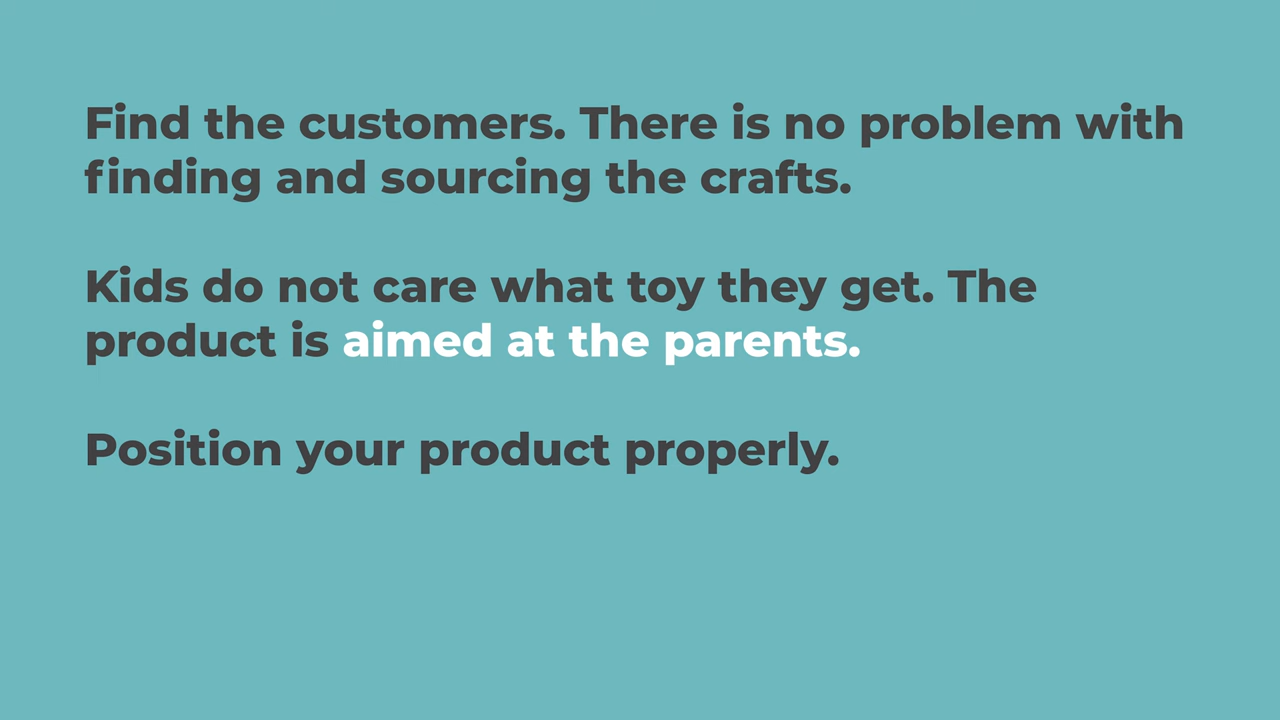 Find the customers. There is no problem with
finding and sourcing the crafts.
Kids do not care what toy they get. The
product is aimed at the parents.
Position your product properly.